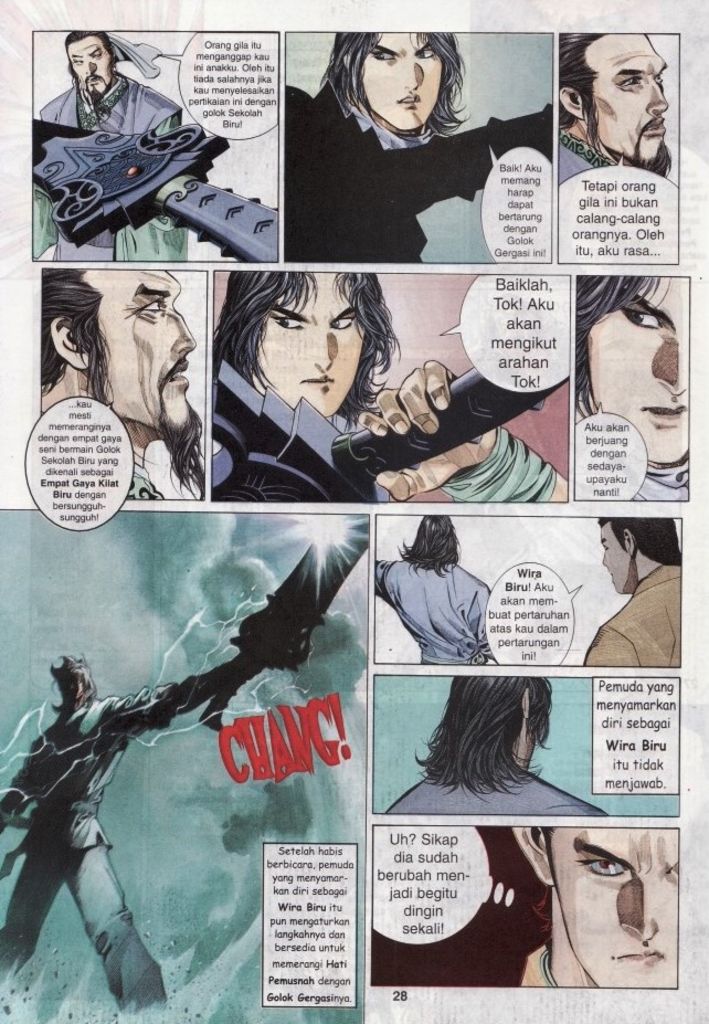 Orang gila itu
menganggap kau
ini anakku. Oleh itu
tiada salahnya jika
kau menyelesaikan
pertikaian ini dengan
golok Sekolah
Biru!
Baik! Aku
memang
harap
dapat
bertarung
dengan
Golok
Gergasi ini!
Tetapi orang
gila ini bukan
calang-calang
orangnya. Oleh
itu, aku rasa...
...kau
mesti
memeranginya
dengan empat gaya
seni bermain Golok
Sekolah Biru yang
dikenali sebagai
Empat Gaya Kilat
Biru dengan
bersungguh-
sungguh!
Baiklah,
Tok! Aku
akan
mengikut
arahan
Tok!
Aku akan
berjuang
dengan
sedaya-
upayaku
nanti!
CHANG!
Setelah habis
berbicara, pemuda
yang menyamar-
kan diri sebagai
Wira Biru itu
pun mengaturkan
langkahnya dan
bersedia untuk
memerangi Hati
Pemusnah dengan
Golok Gergasinya.
Wira
Biru! Aku
akan mem-
buat pertaruhan
atas kau dalam
pertarungan
ini!
Pemuda yang
menyamarkan
diri sebagai
Wira Biru
itu tidak
menjawab.
Uh? Sikap
dia sudah
berubah men-
jadi begitu
dingin
sekali!
28